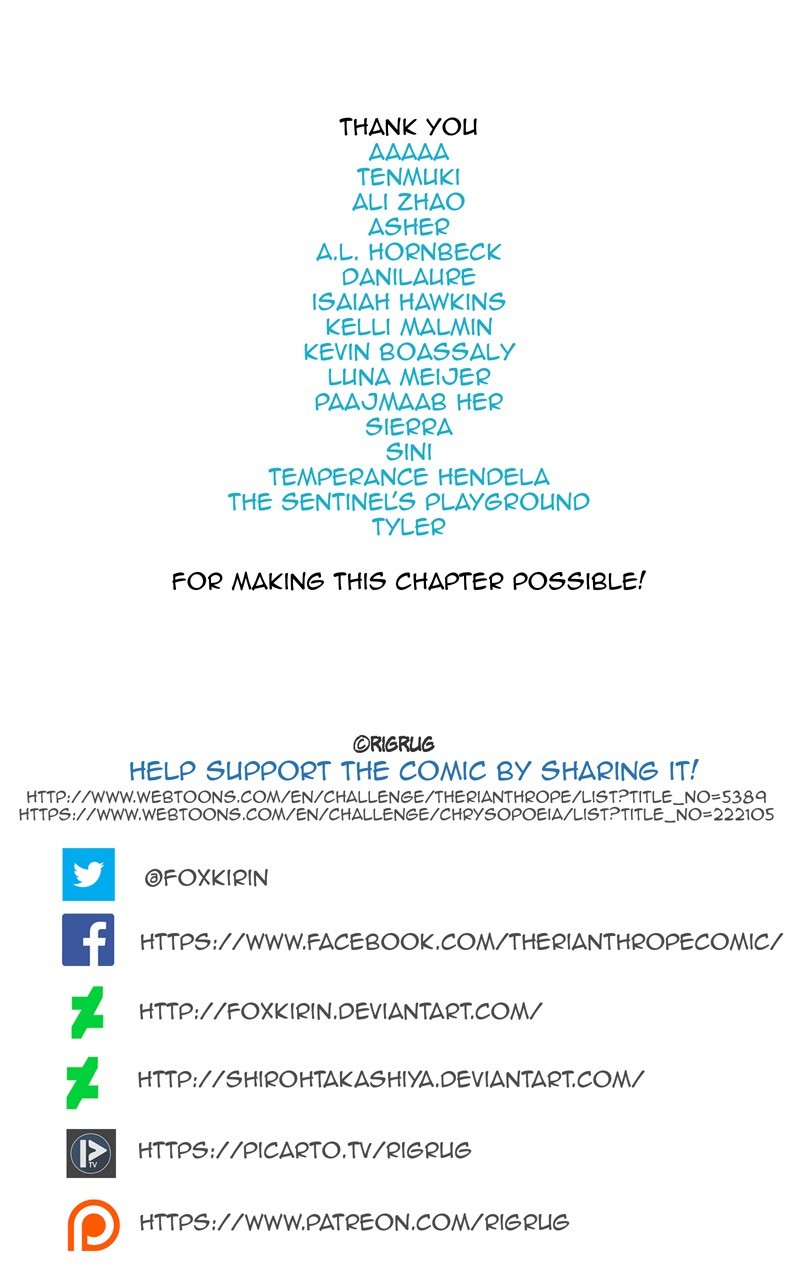 THANK YOU
AAAAA
TENMUKI
ALI ZHAO
ASHER
A.L. HORNBECK
DANILAURE
ISAIAH HAWKINS
KELLI MALMIN
KEVIN BOASSALY
LUNA MEIJER
PAAJMAAB HER
SIERRA
SINI
TEMPERANCE HENDELA
THE SENTINEL'S PLAYGROUND
TYLER
FOR MAKING THIS CHAPTER POSSIBLE!
©RIGRUG
HELP SUPPORT THE COMIC BY SHARING IT!
HTTP://WWW.WEBTOONS.COM/EN/CHALLENGE/THERIANTHROPE/LIST?TITLE_NO=5389
HTTPS://WWW.WEBTOONS.COM/EN/CHALLENGE/CHRYSOPOEIA/LIST?TITLE_NO=222105
@FOXKIRIN
HTTPS://WWW.FACEBOOK.COM/THERIANTHROPECOMIC/
HTTP://FOXKIRIN.DEVIANTART.COM/
HTTP://SHIROHTAKASHIYA.DEVIANTART.COM/
TV
HTTPS://PICARTO.TV/RIGRUG
HTTPS://WWW.PATREON.COM/RIGRUG